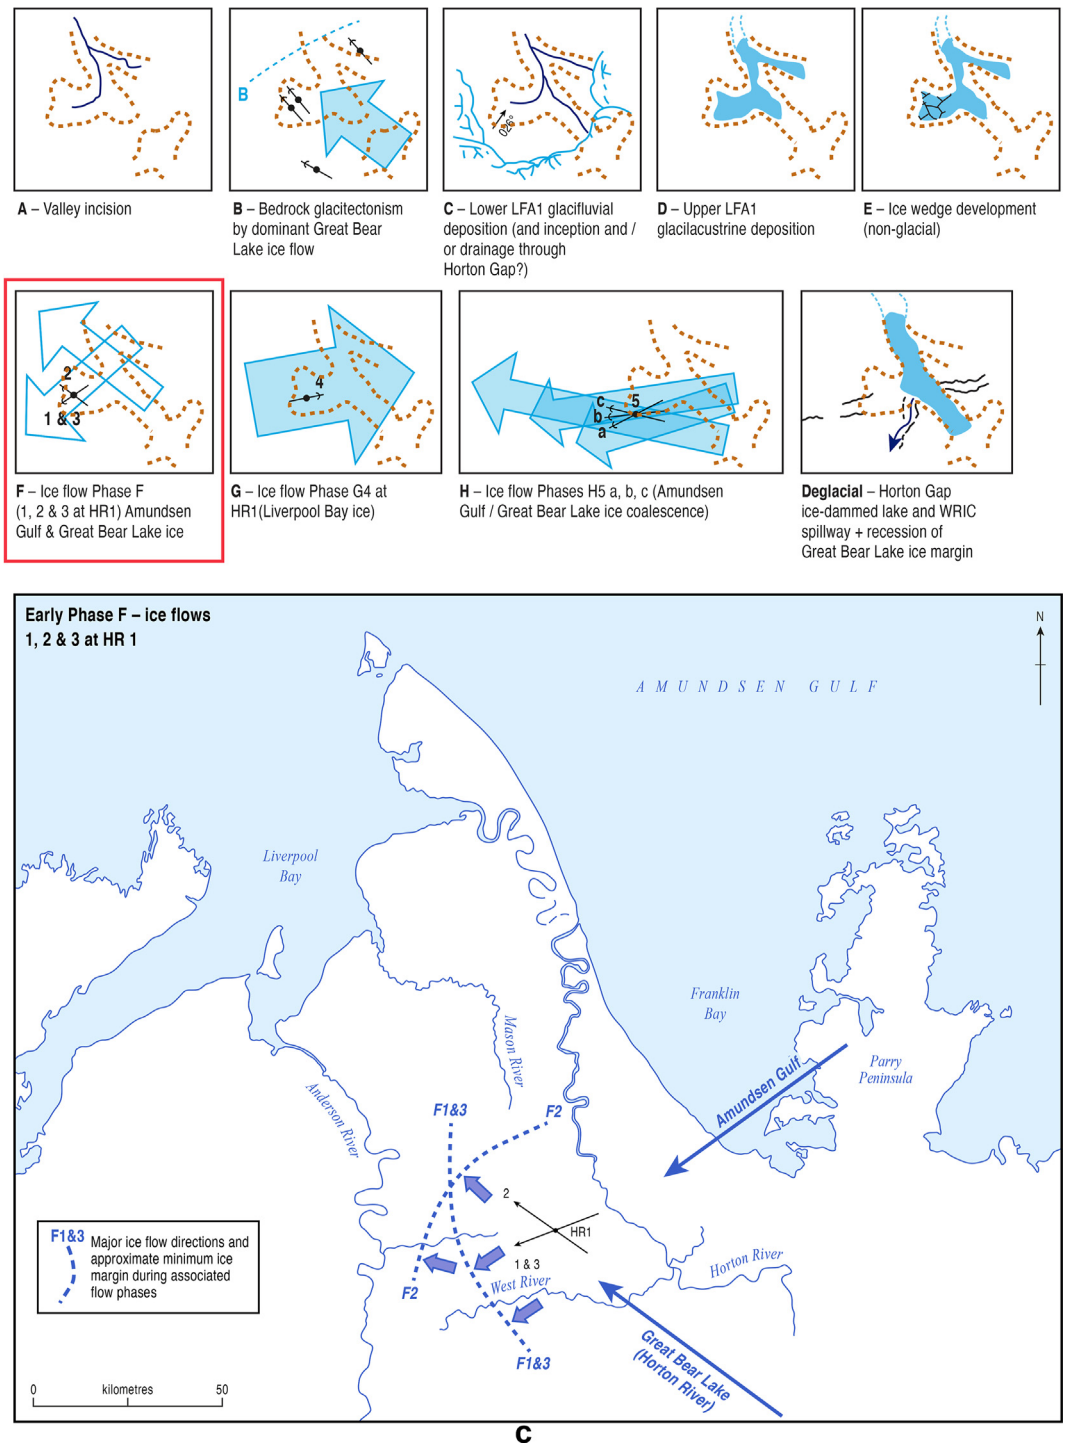 B
026°
A – Valley incision
B – Bedrock glacitectonism
by dominant Great Bear
Lake ice flow
C – Lower LFA1 glacifluvial
deposition (and inception and /
or drainage through
Horton Gap?)
D – Upper LFA1
glacilacustrine deposition
E – Ice wedge development
(non-glacial)
2
1 & 3
4
c
b
a
5
F – Ice flow Phase F
(1, 2 & 3 at HR1) Amundsen
Gulf & Great Bear Lake ice
G – Ice flow Phase G4 at
HR1(Liverpool Bay ice)
H – Ice flow Phases H5 a, b, c (Amundsen
Gulf / Great Bear Lake ice coalescence)
Deglacial – Horton Gap
ice-dammed lake and WRIC
spillway + recession of
Great Bear Lake ice margin
Early Phase F – ice flows
1, 2 & 3 at HR 1
N
AMUNDSEN GULF
Liverpool
Bay
Franklin
Bay
Parry
Peninsula
Mason River
Anderson River
Amundsen Gulf
F1&3
F2
2
HR1
1 & 3
West River
Horton River
F2
F1&3
Great Bear Lake
(Horton River)
F1&3
Major ice flow directions and
approximate minimum ice
margin during associated
flow phases
0 kilometres 50
C